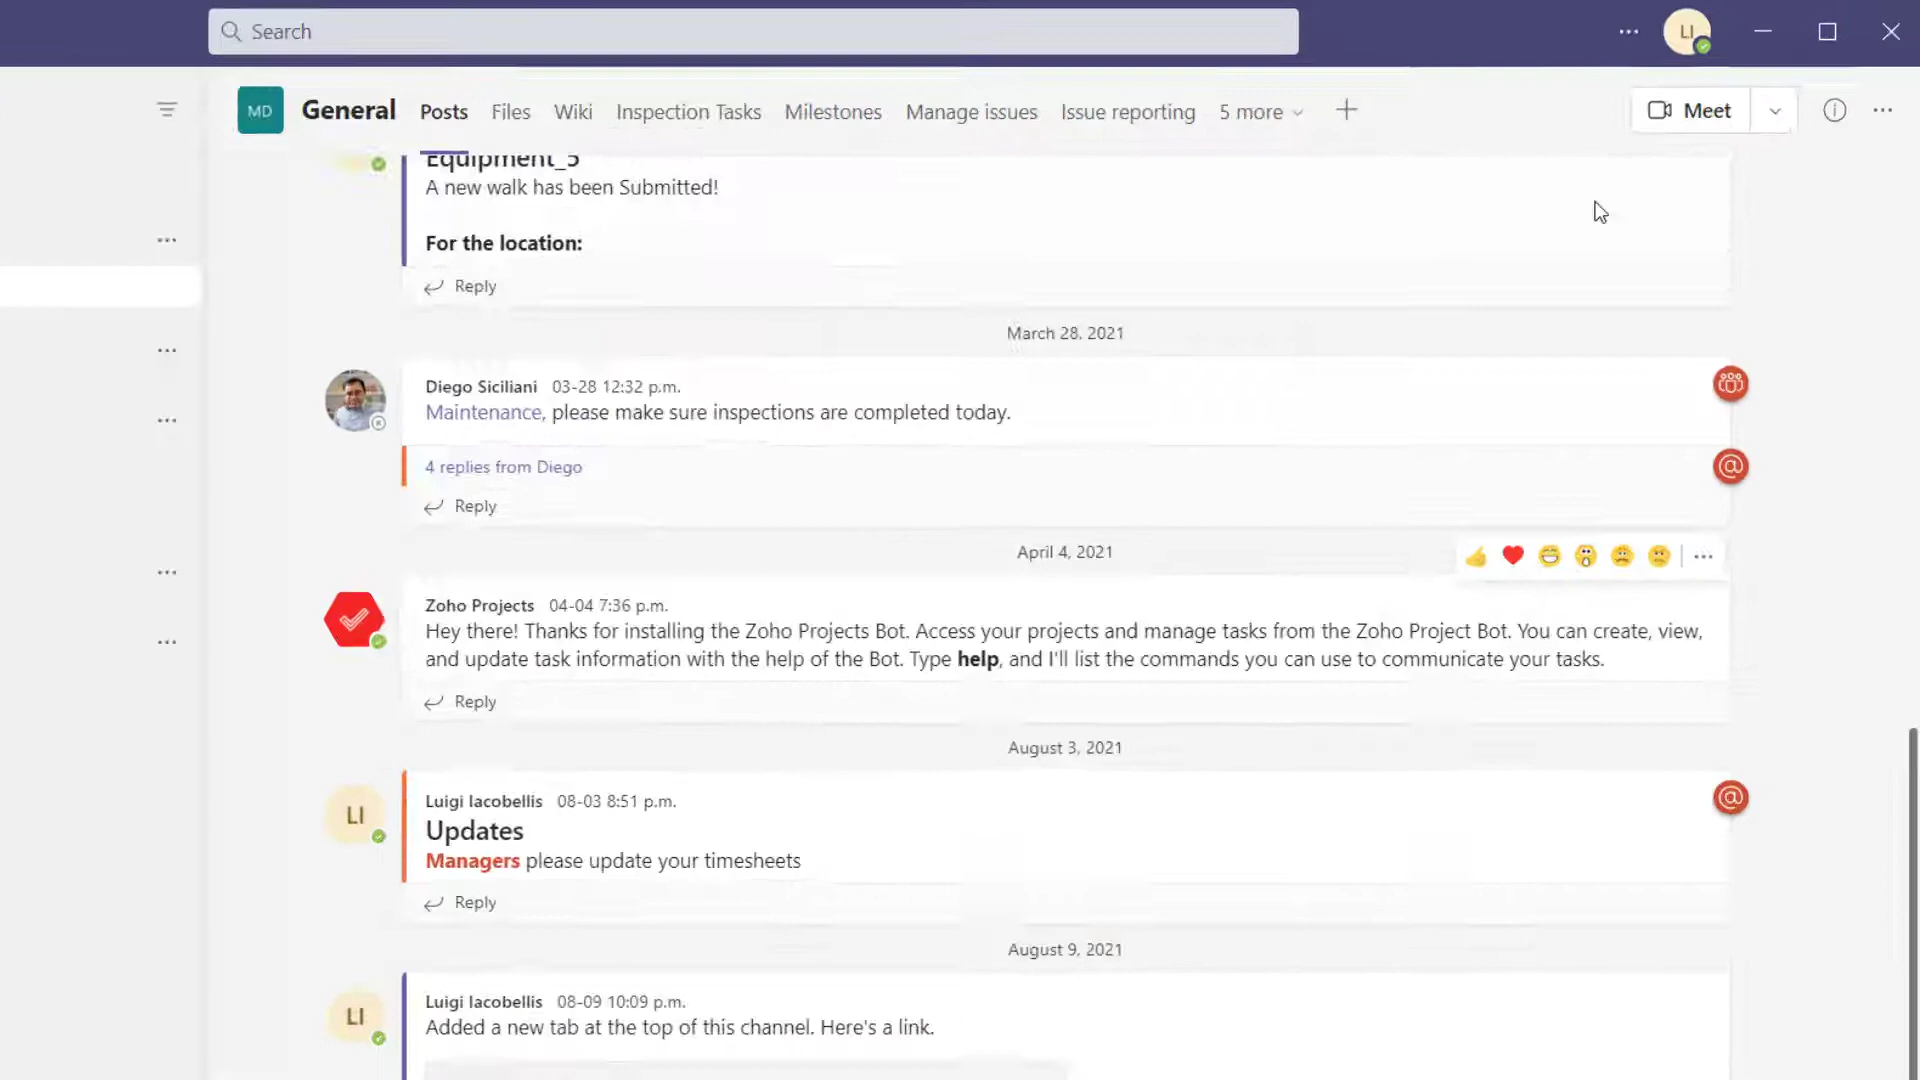 Search
LI
MD General Posts Files Wiki Inspection Tasks Milestones Manage issues Issue reporting 5 more Meet
Equipment_5
A new walk has been Submitted!
For the location:
Reply
March 28, 2021
Diego Siciliani 03-28 12:32 p.m.
Maintenance, please make sure inspections are completed today.
4 replies from Diego
Reply
April 4, 2021
Zoho Projects 04-04 7:36 p.m.
Hey there! Thanks for installing the Zoho Projects Bot. Access your projects and manage tasks from the Zoho Project Bot. You can create, view,
and update task information with the help of the Bot. Type help, and I'll list the commands you can use to communicate your tasks.
Reply
August 3, 2021
LI
Luigi Iacobellis 08-03 8:51 p.m.
Updates
Managers please update your timesheets
Reply
August 9, 2021
LI
Luigi Iacobellis 08-09 10:09 p.m.
Added a new tab at the top of this channel. Here's a link.